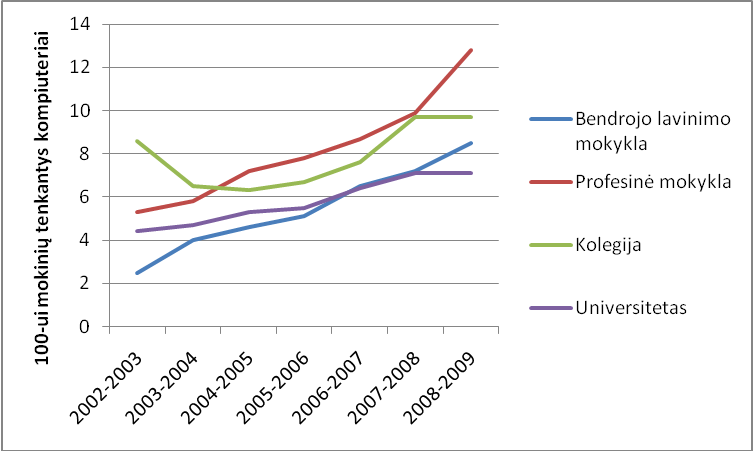 100-ui mokinių tenkantys kompiuteriai
14
12
10
8
6
4
2
0
2002-2003
2003-2004
2004-2005
2005-2006
2006-2007
2007-2008
2008-2009
Bendrojo lavinimo
mokykla
Profesinė mokykla
Kolegija
Universitetas